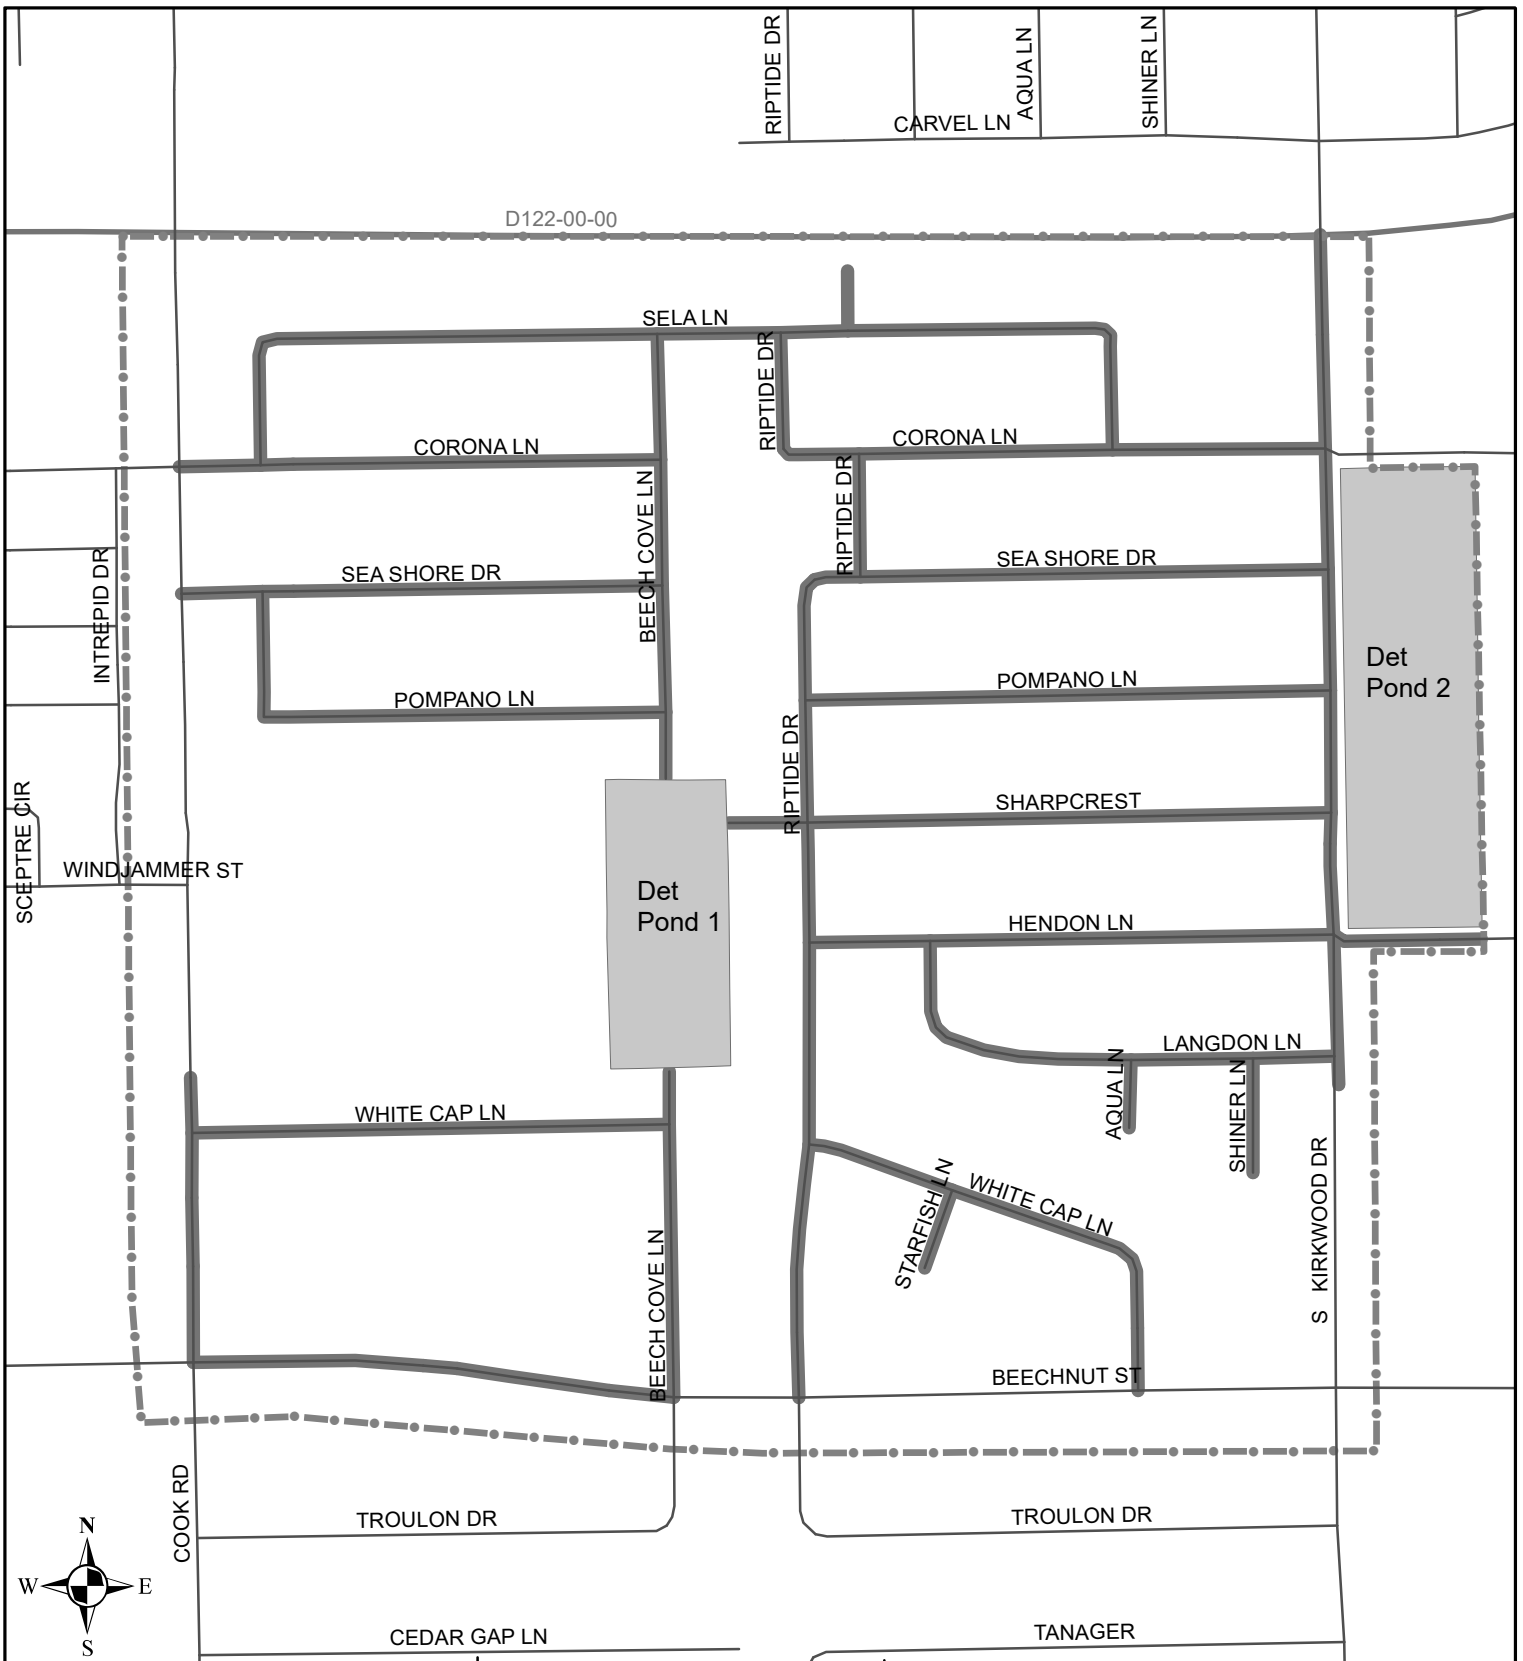 RIPTIDE DR
AQUA LN
SHINER LN
CARVEL LN
D122-00-00
SELA LN
RIPTIDE DR
CORONA LN
CORONA LN
RIPTIDE DR
BEECH COVE LN
SEA SHORE DR
SEA SHORE DR
INTREPID DR
Det
Pond 2
POMPANO LN
POMPANO LN
RIPTIDE DR
SHARPCREST
SCEPTRE CIR
WINDJAMMER ST
Det
Pond 1
HENDON LN
LANGDON LN
AQUA LN
SHINER LN
WHITE CAP LN
S KIRKWOOD DR
STARFISH LN
WHITE CAP LN
BEECH COVE LN
BEECHNUT ST
COOK RD
TROULON DR
TROULON DR
N
W
E
S
CEDAR GAP LN
TANAGER